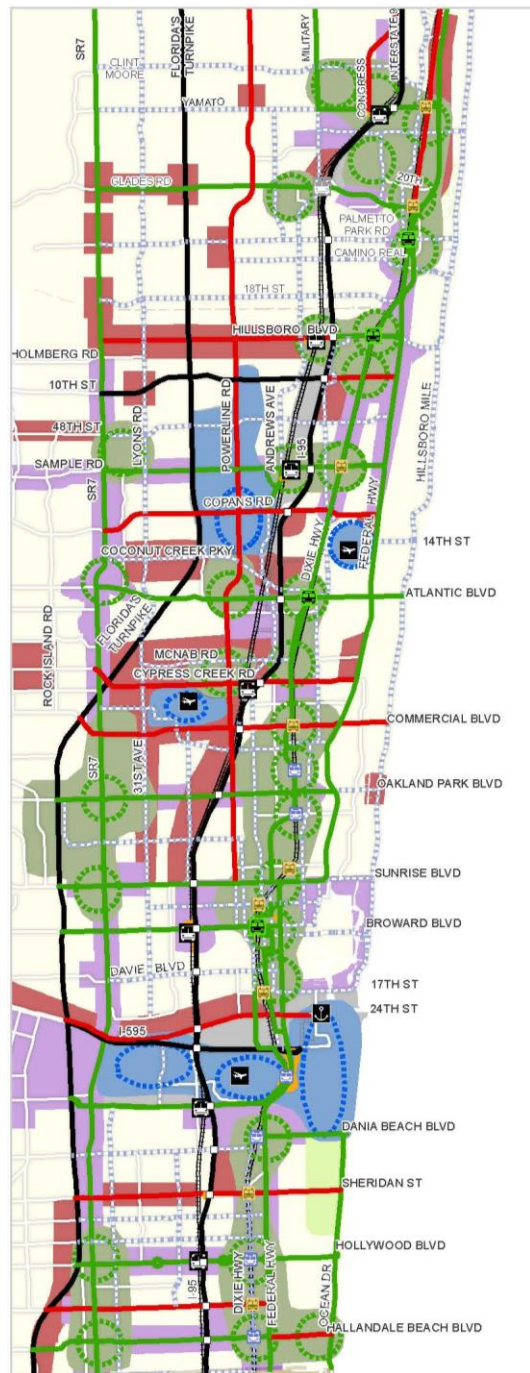 SR7
FLORIDA'S
TURNPIKE
MILITARY
CONGRESS
INTERSTATE 9
CLINT
MOORE
YAMATO
GLADES RD
20TH
PALMETTO
PARK RD
CAMINO REAL
18TH ST
HILLSBORO BLVD
HOLMBERG RD
10TH ST
LYONS RD
POWERLINE RD
ANDREWS AVE
HILLSBORO MILE
48TH ST
SAMPLE RD
I-95
SR7
COPANS RD
DIXIE HWY
FEDERAL HWY
14TH ST
COCONUT CREEK PKY
ATLANTIC BLVD
FLORIDA'S
TURNPIKE
ROCK ISLAND RD
MCNAB RD
CYPRESS CREEK RD
COMMERCIAL BLVD
SR7
31ST AVE
OAKLAND PARK BLVD
SUNRISE BLVD
BROWARD BLVD
DAVIE BLVD
17TH ST
24TH ST
I-595
DANIA BEACH BLVD
SHERIDAN ST
HOLLYWOOD BLVD
I-95
DIXIE HWY
FEDERAL HWY
OCEAN DR
HALLANDALE BEACH BLVD